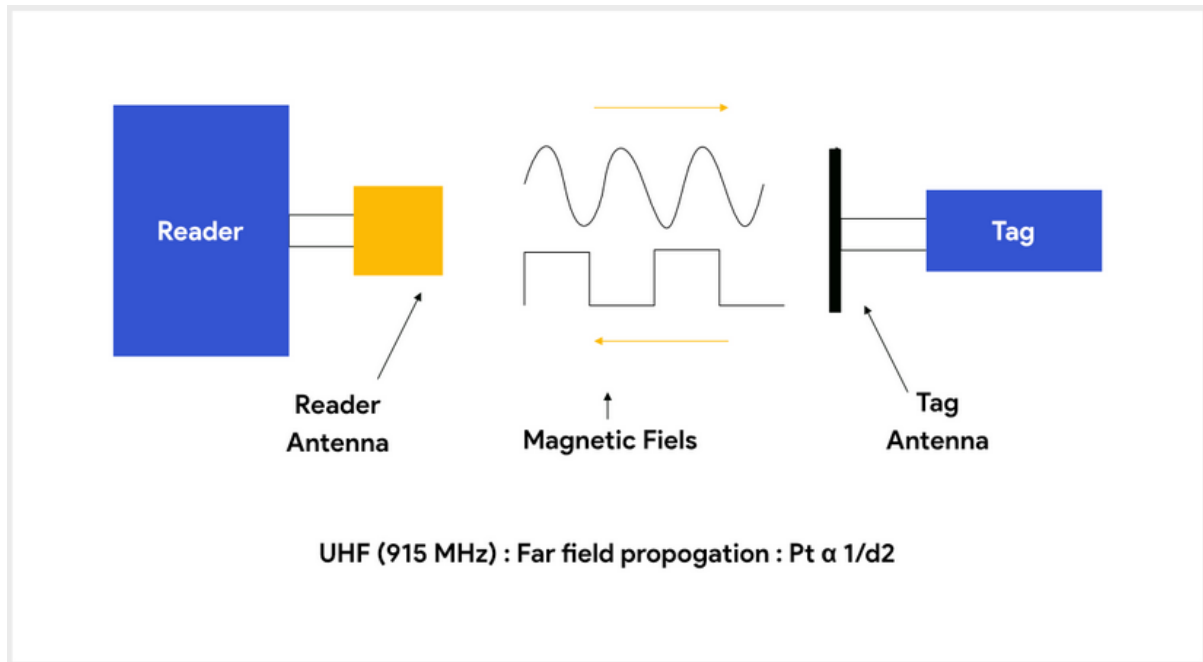 Reader
Tag
Reader
Antenna
Magnetic Fiels
Tag
Antenna
UHF (915 MHz) : Far field propogation : Pt α 1/d2